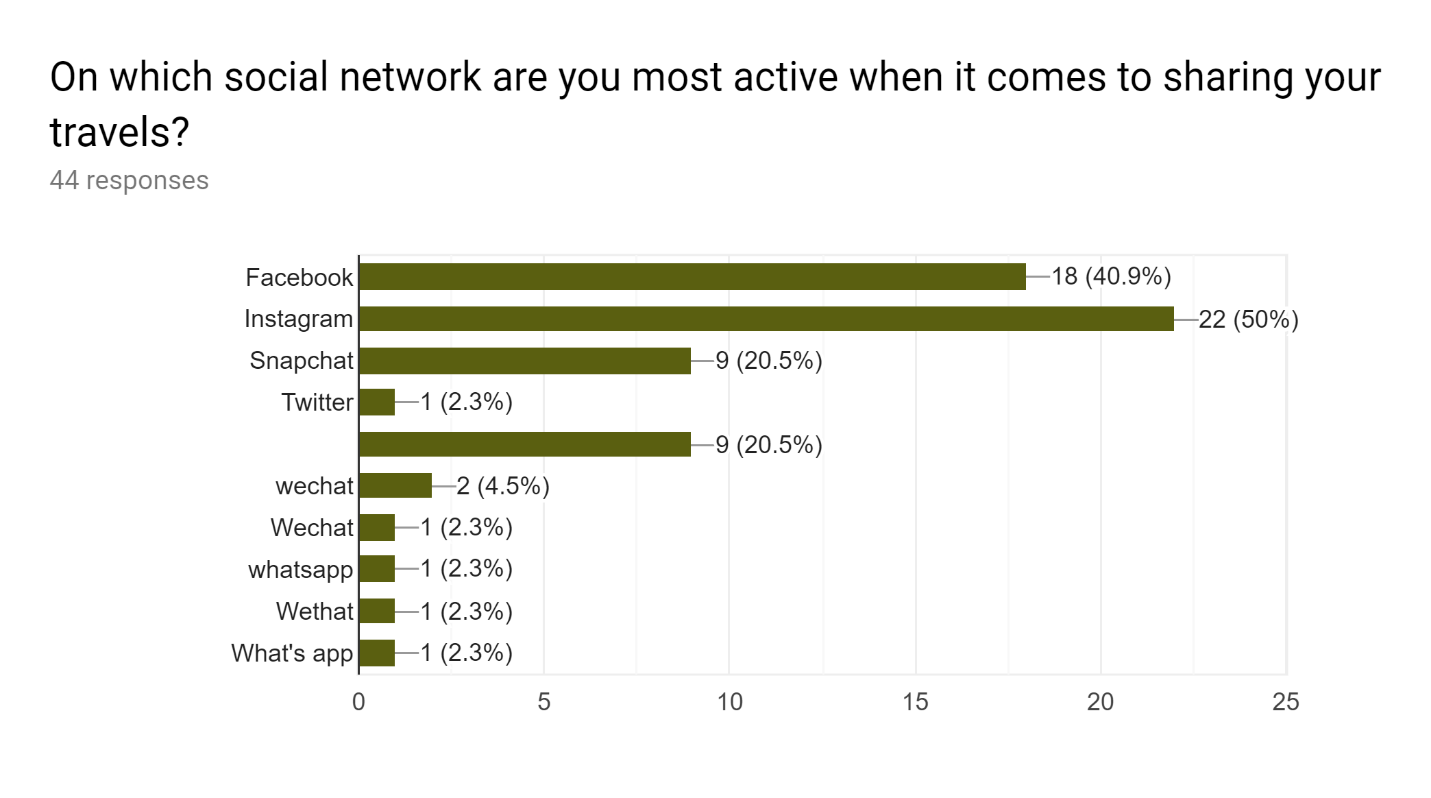 On which social network are you most active when it comes to sharing your
travels?
44 responses
Facebook 18 (40.9%)
Instagram 22 (50%)
Snapchat 9 (20.5%)
Twitter 1 (2.3%)
9 (20.5%)
wechat 2 (4.5%)
Wechat 1 (2.3%)
whatsapp 1 (2.3%)
Wethat 1 (2.3%)
What's app 1 (2.3%)
0 5 10 15 20 25